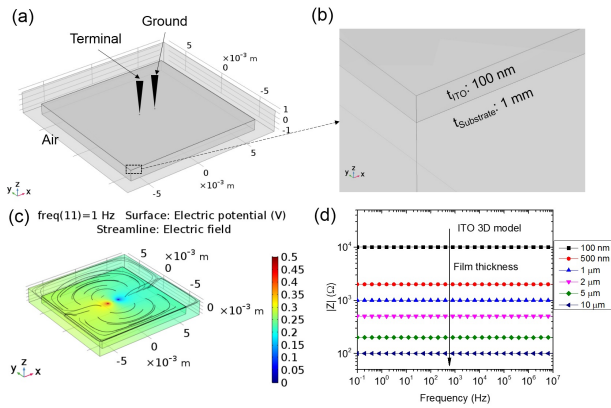 (a)
Terminal
Ground
×10⁻³ m
5
0
-5
1
0
-1
Air
5
0
×10⁻³ m
-5
y z x
(b)
t_ITO: 100 nm
t_Substrate: 1 mm
y z x
(c)
freq(11)=1 Hz Surface: Electric potential (V)
Streamline: Electric field
×10⁻³ m
5
0
-5
0 ×10⁻³ m
5
0
×10⁻³ m
-5
y z x
0.5
0.45
0.4
0.35
0.3
0.25
0.2
0.15
0.1
0.05
0
(d)
ITO 3D model
Film thickness
|Z| (Ω)
10⁴
10³
10²
10⁻¹ 10⁰ 10¹ 10² 10³ 10⁴ 10⁵ 10⁶ 10⁷
Frequency (Hz)
100 nm
500 nm
1 μm
2 μm
5 μm
10 μm